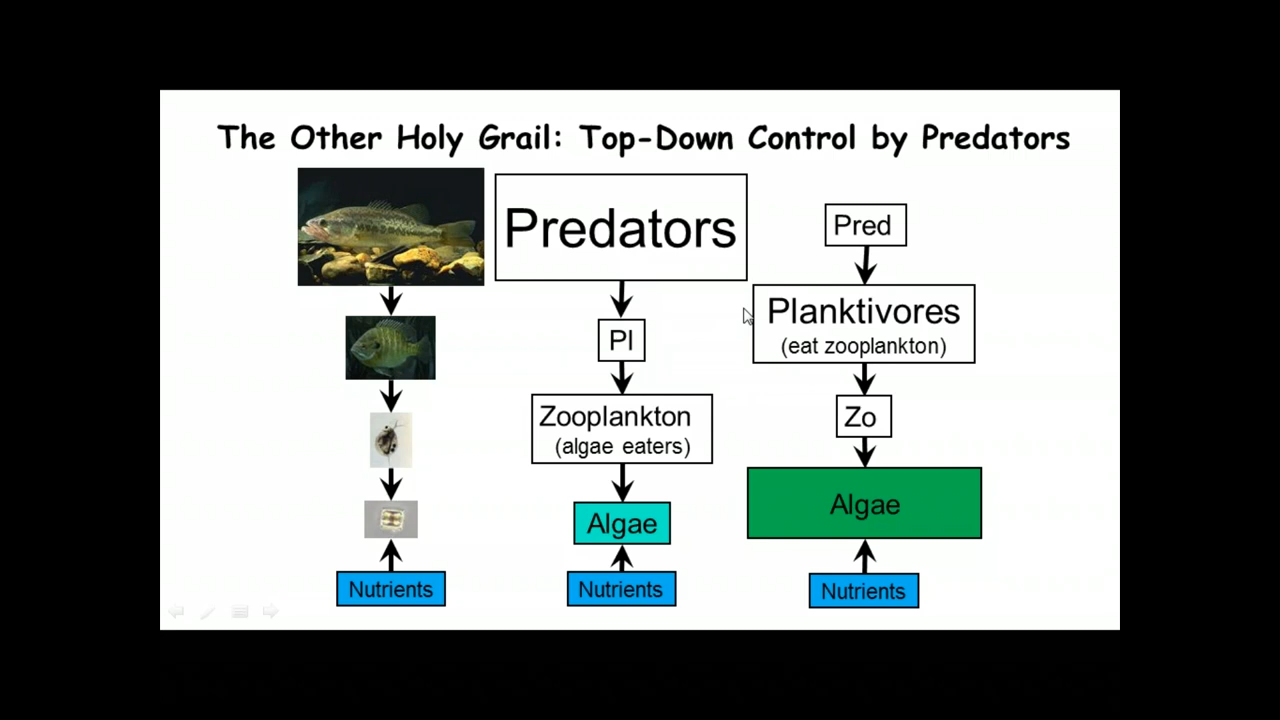 The Other Holy Grail: Top-Down Control by Predators
Nutrients
Predators
Pl
Zooplankton
(algae eaters)
Algae
Nutrients
Pred
Planktivores
(eat zooplankton)
Zo
Algae
Nutrients